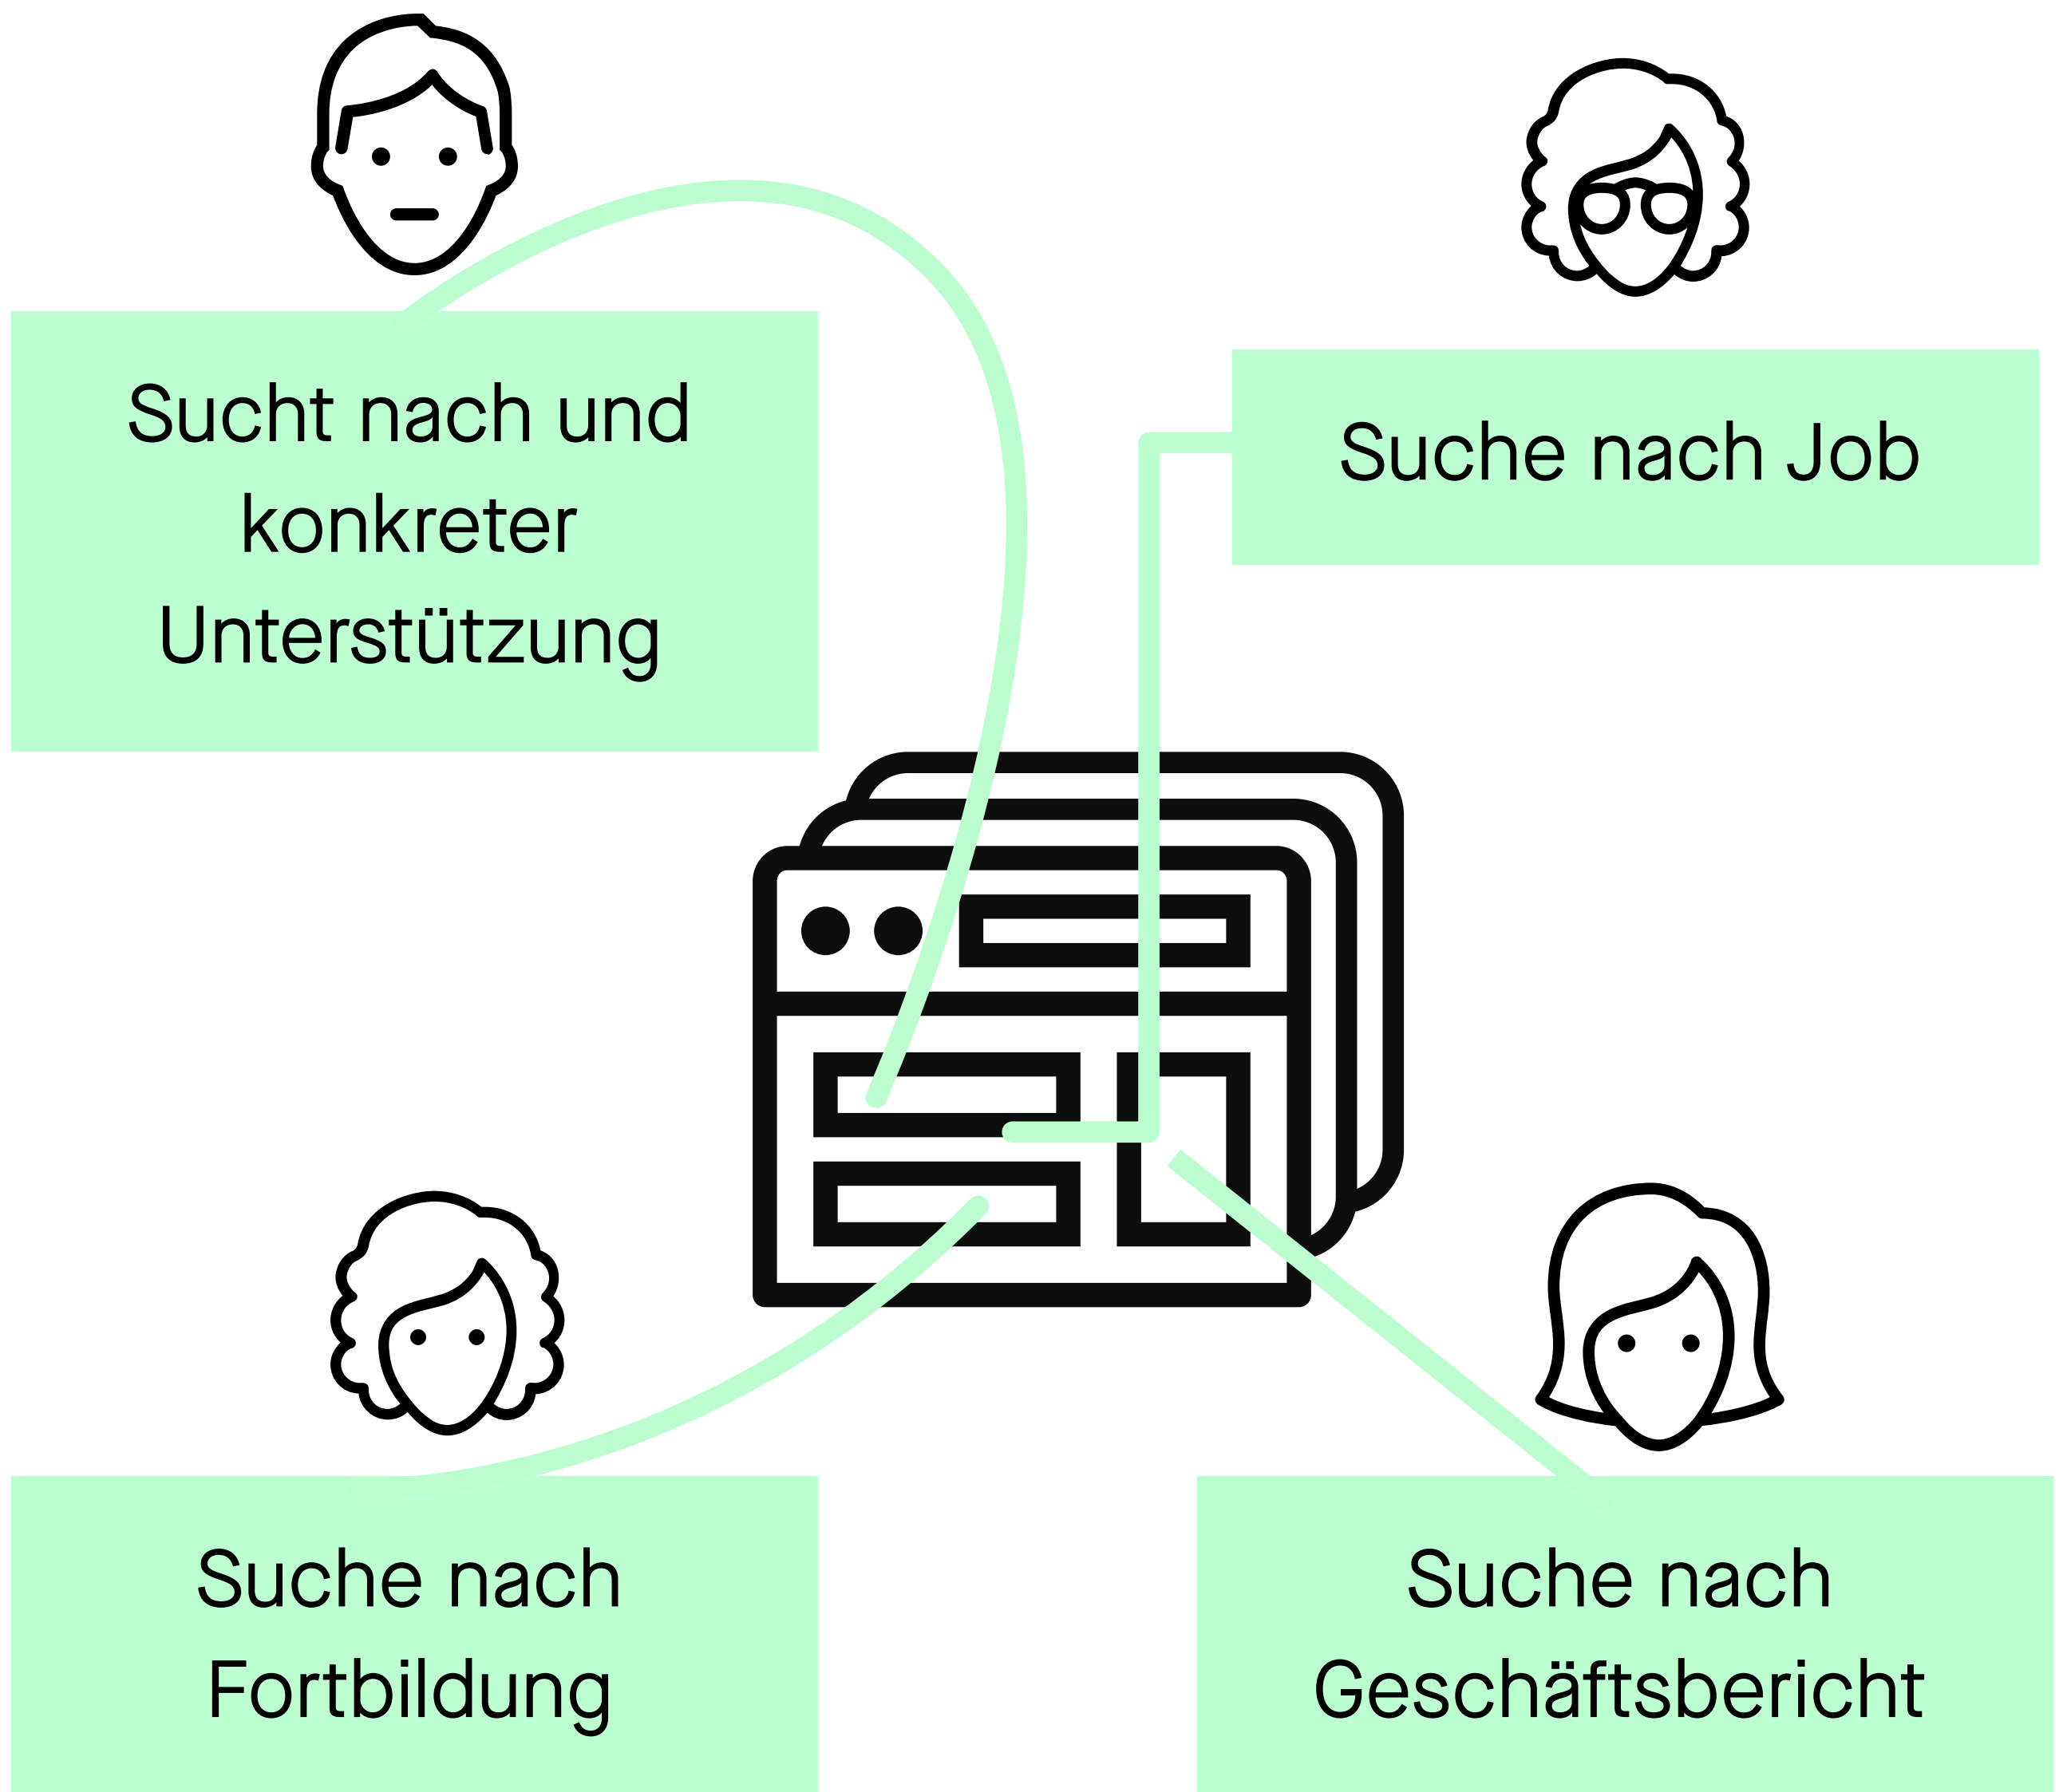 Sucht nach und
konkreter
Unterstützung
Suche nach Job
Suche nach
Fortbildung
Suche nach
Geschäftsbericht